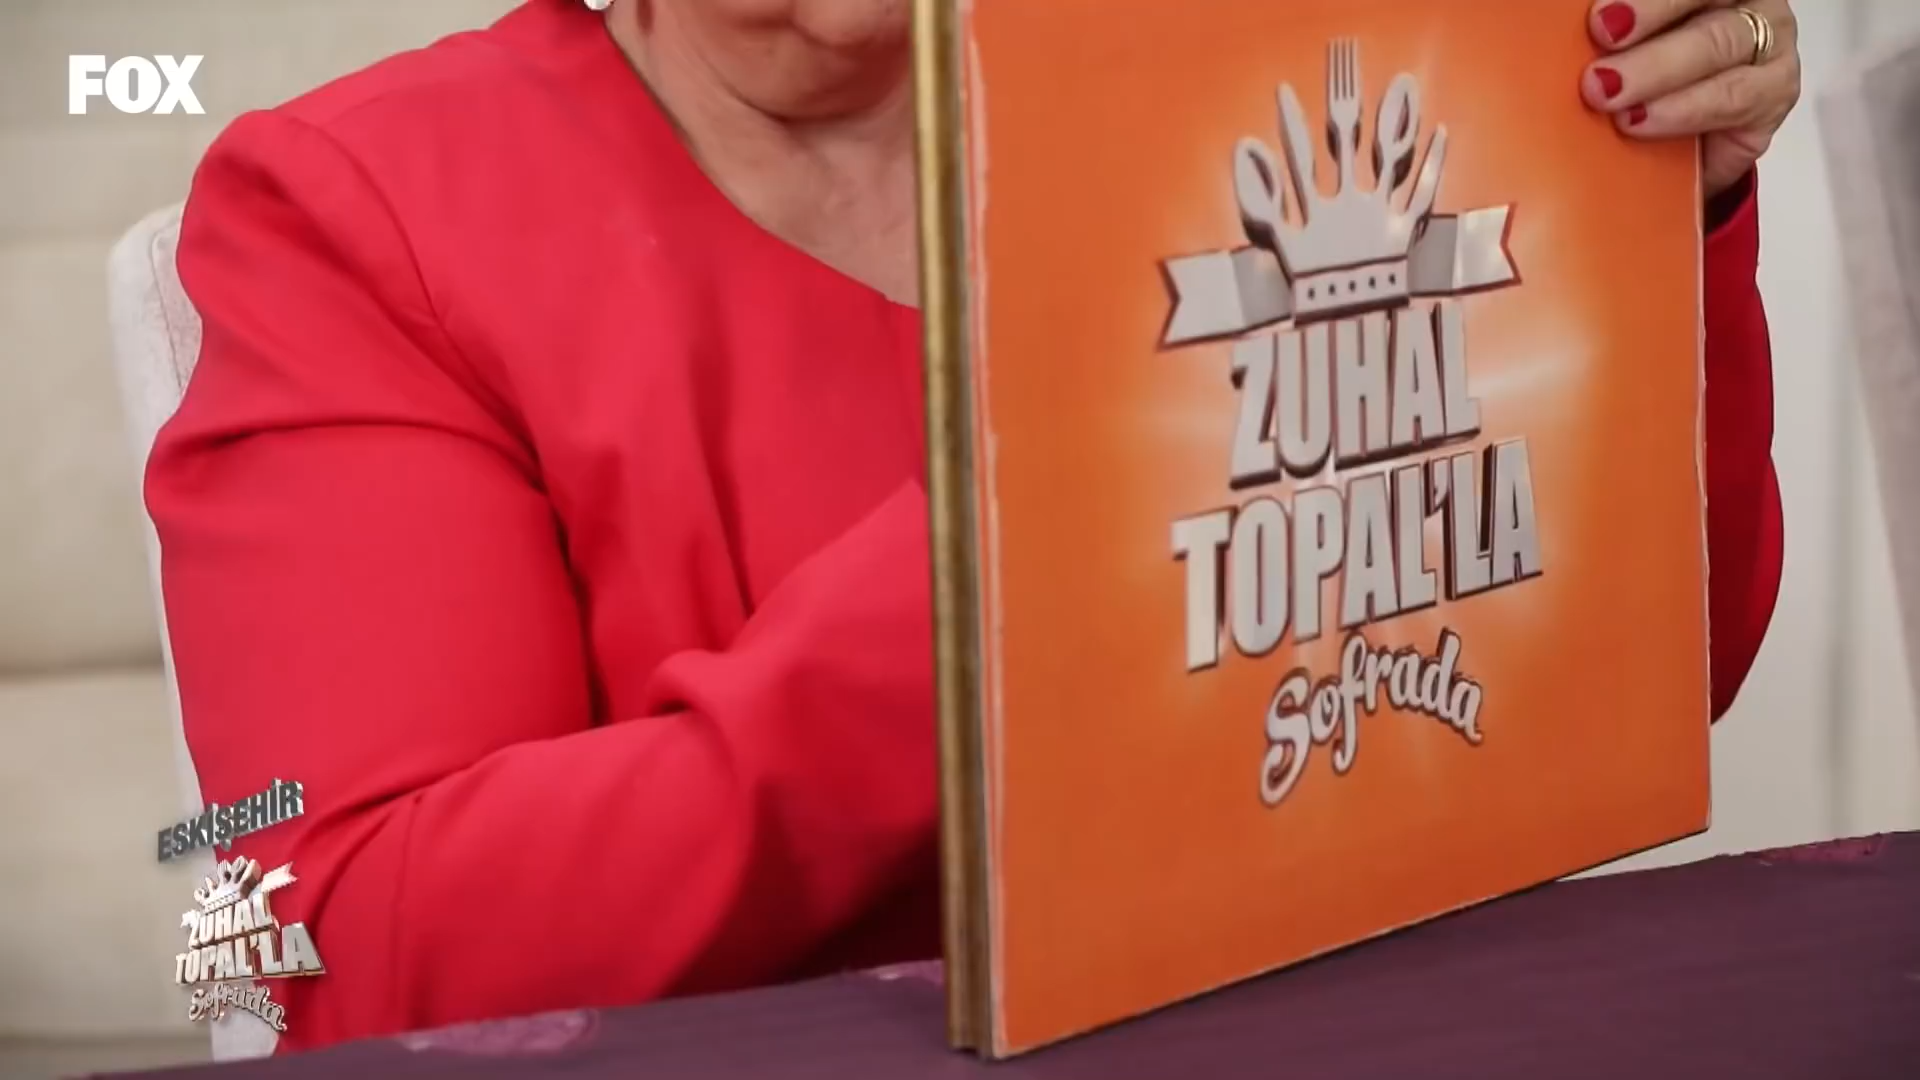 FOX
ZUHAL
TOPAL'LA
Sofrada
ESKİŞEHİR
ZUHAL
TOPAL'LA
Sofrada